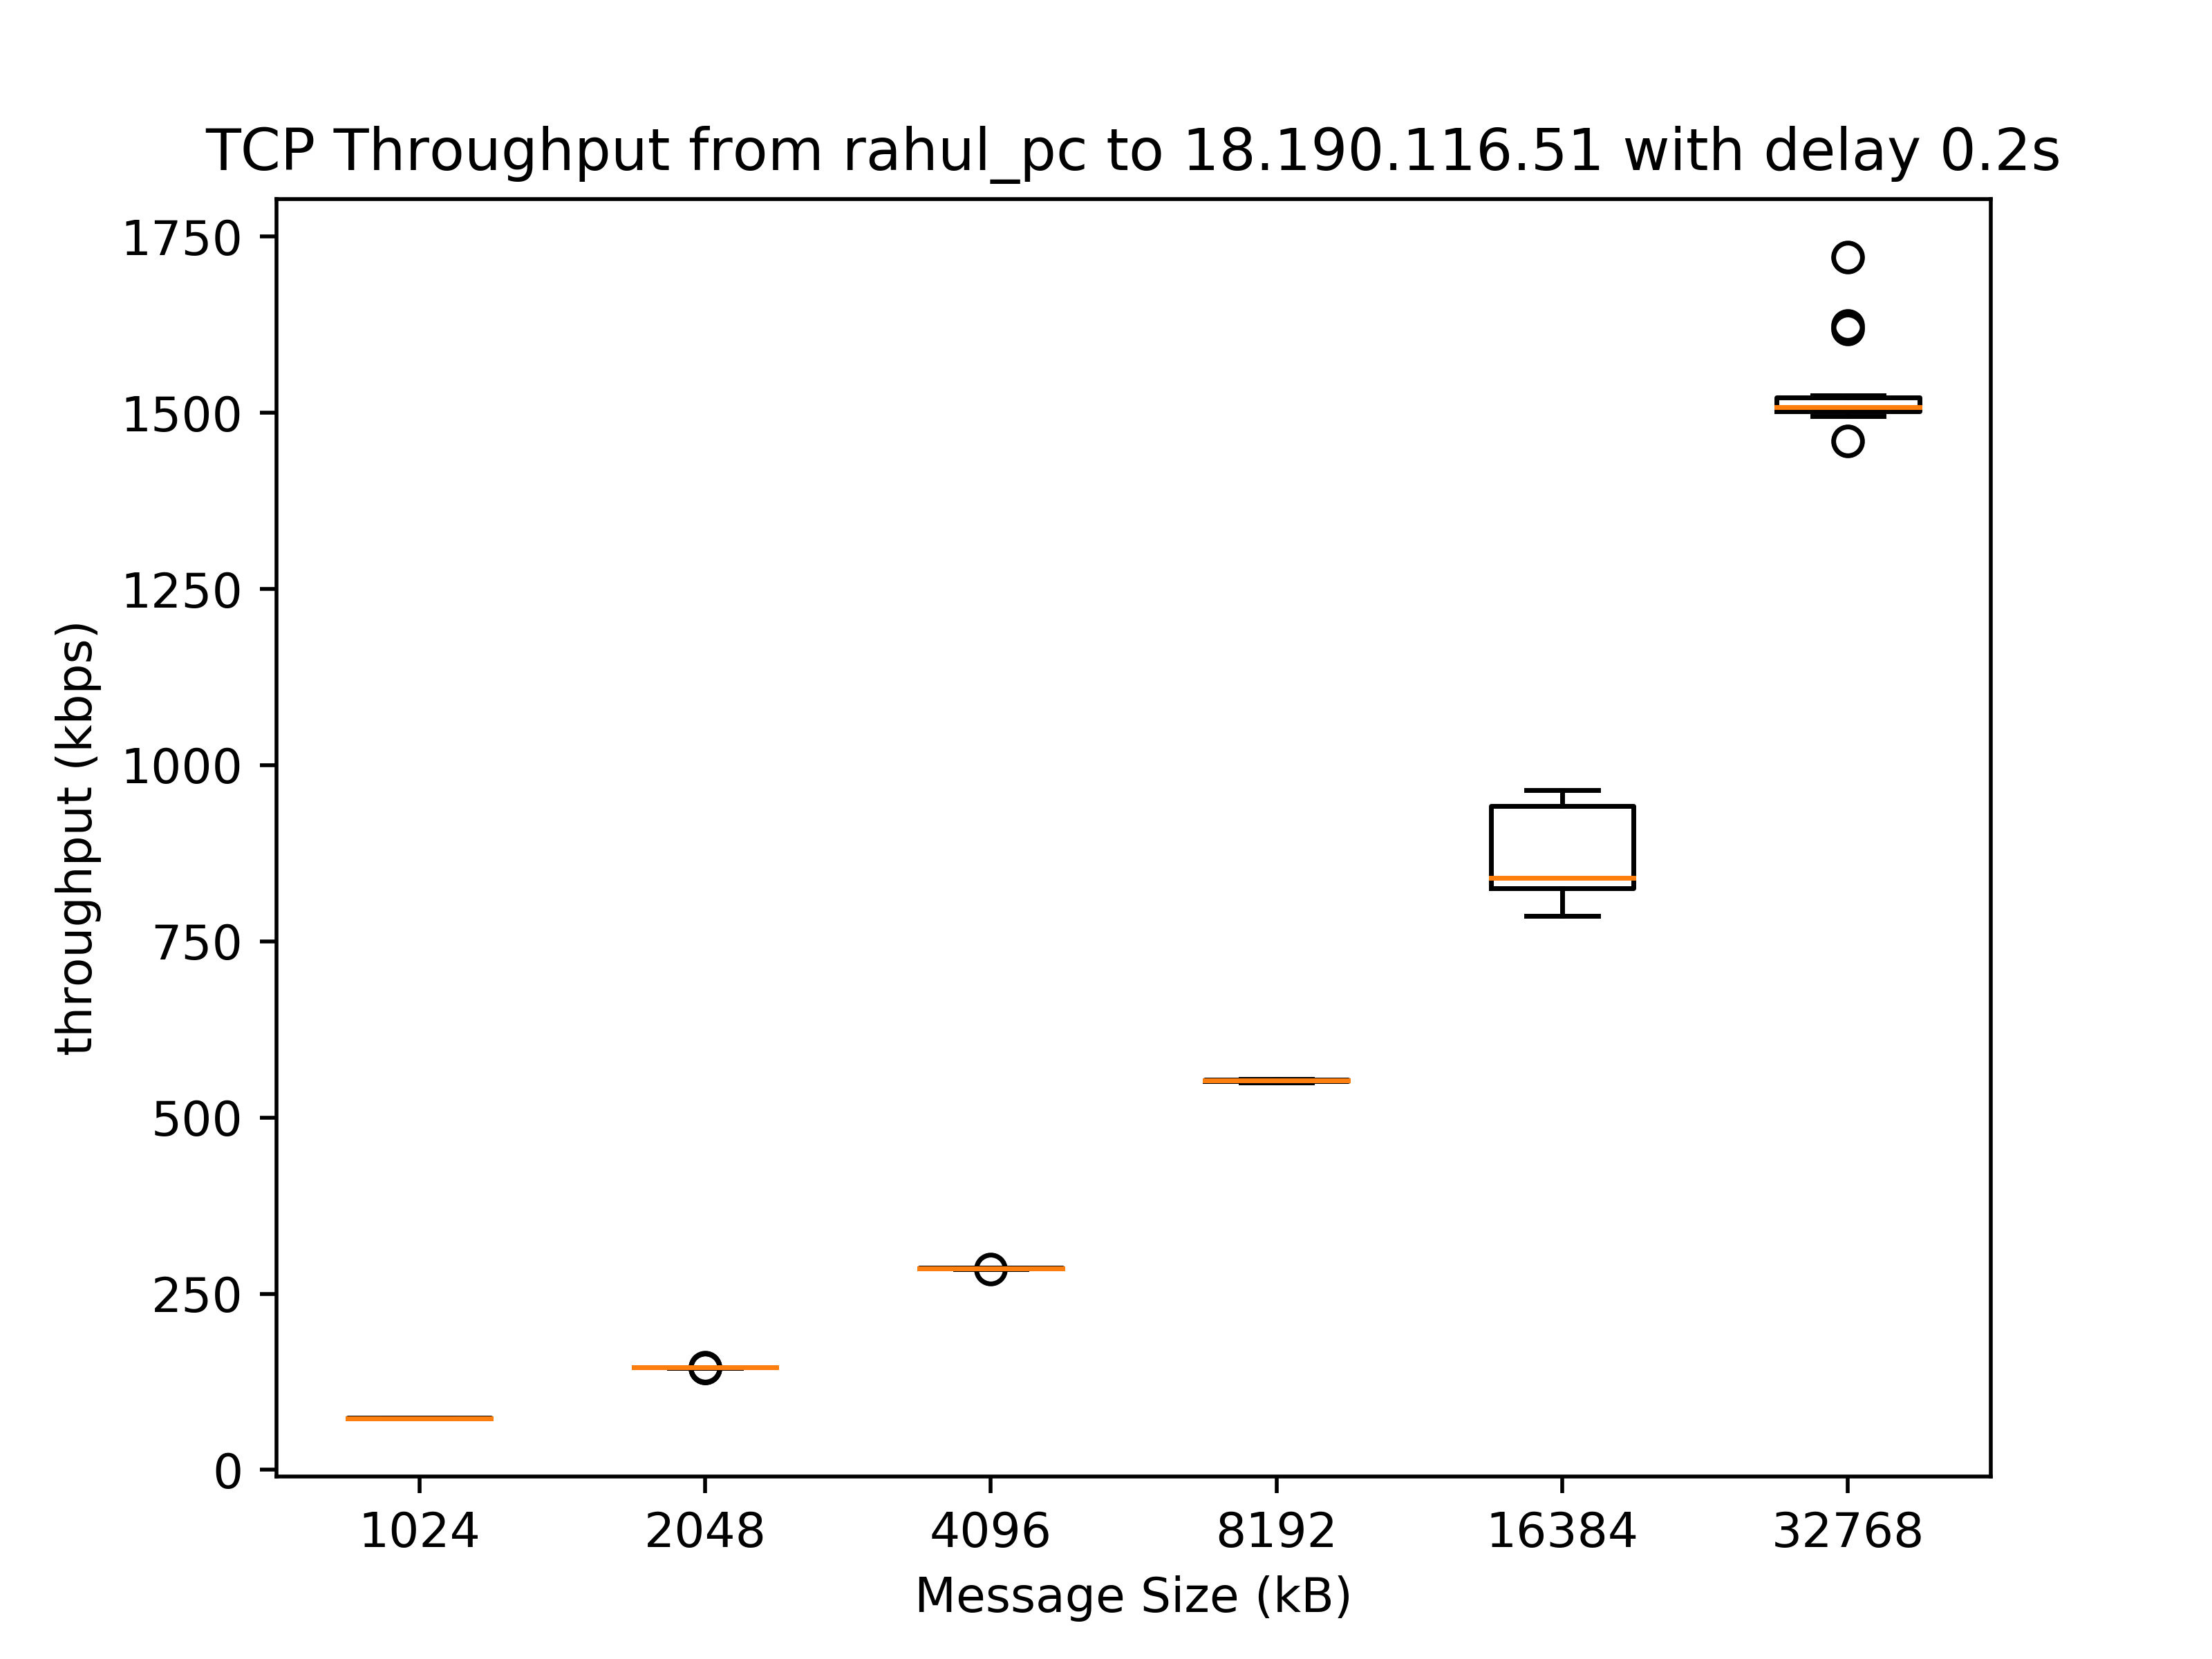 TCP Throughput from rahul_pc to 18.190.116.51 with delay 0.2s
throughput (kbps)
1750
1500
1250
1000
750
500
250
0
1024 2048 4096 8192 16384 32768
Message Size (kB)